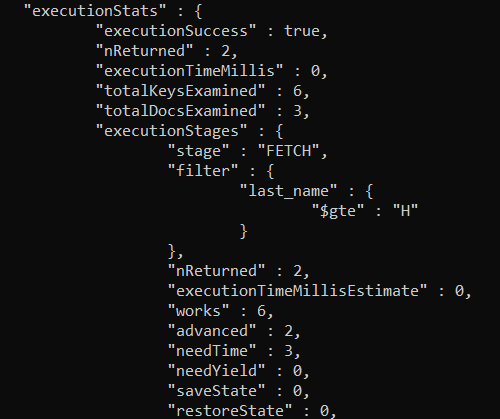 "executionStats" : {
"executionSuccess" : true,
"nReturned" : 2,
"executionTimeMillis" : 0,
"totalKeysExamined" : 6,
"totalDocsExamined" : 3,
"executionStages" : {
"stage" : "FETCH",
"filter" : {
"last_name" : {
"$gte" : "H"
}
},
"nReturned" : 2,
"executionTimeMillisEstimate" : 0,
"works" : 6,
"advanced" : 2,
"needTime" : 3,
"needYield" : 0,
"saveState" : 0,
"restoreState" : 0,